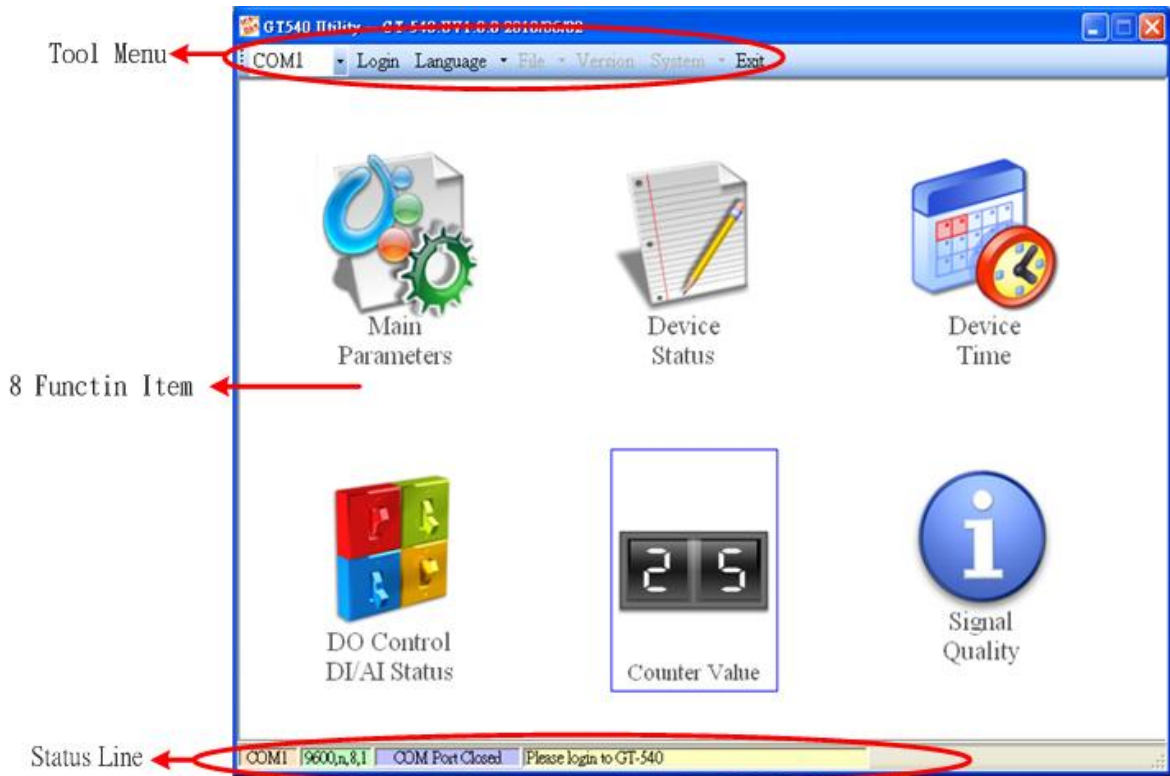 GT540 Utility
Tool Menu
COM1 Login Language File Version System Exit
Main
Parameters
Device
Status
Device
Time
8 Functin Item
2 5
DO Control
DI/AI Status
Counter Value
Signal
Quality
Status Line
COM1 9600,n,8,1 COM Port Closed Please login to GT-540